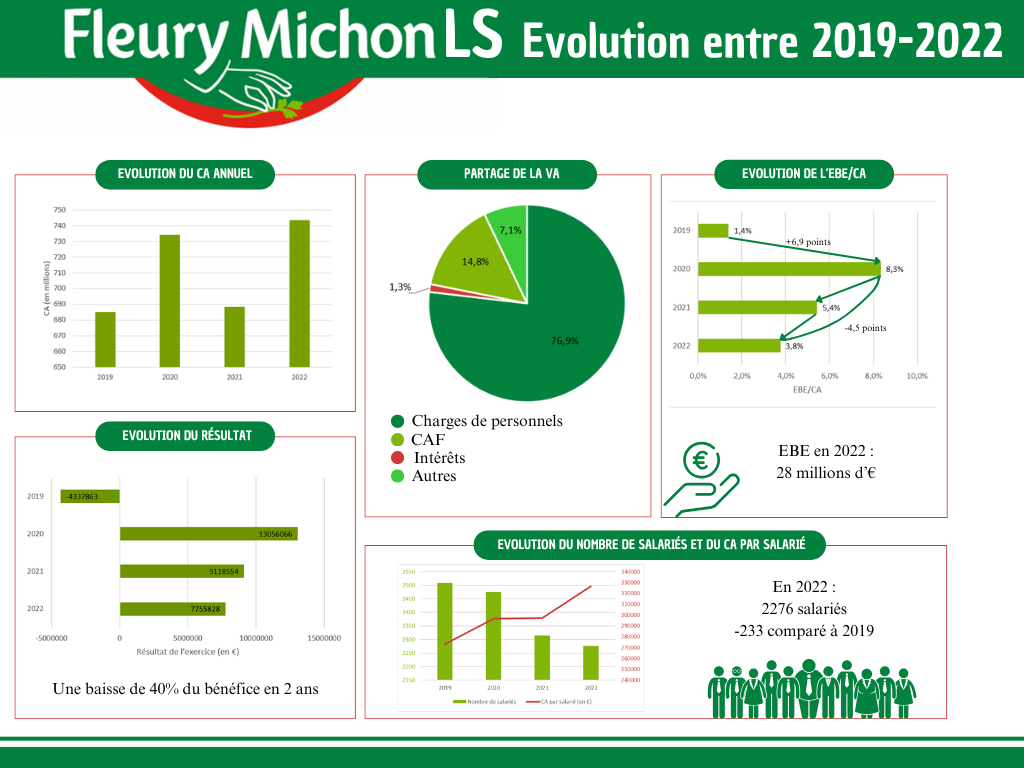 Fleury Michon LS Evolution entre 2019-2022
EVOLUTION DU CA ANNUEL
750
740
730
720
710
700
690
680
670
660
650
CA (en millions)
2019 2020 2021 2022
PARTAGE DE LA VA
7,1%
14,8%
1,3%
76,9%
Charges de personnels
CAF
Intérêts
Autres
EVOLUTION DE L'EBE/CA
2019 1,4%
+6,9 points
2020 8,3%
2021 5,4%
-4,5 points
2022 3,8%
0,0% 2,0% 4,0% 6,0% 8,0% 10,0%
EBE/CA
EBE en 2022 :
28 millions d'€
EVOLUTION DU RÉSULTAT
2019 -4337863
2020 13056066
2021 9118554
2022 7755828
-5000000 0 5000000 10000000 15000000
Résultat de l'exercice (en €)
Une baisse de 40% du bénéfice en 2 ans
EVOLUTION DU NOMBRE DE SALARIÉS ET DU CA PAR SALARIÉ
2550 340000
2500 330000
2450 320000
2400 310000
2350 300000
2300 290000
2250 280000
2200 270000
2150 260000
250000
240000
2019 2020 2021 2022
Nombre de salariés CA par salarié (en €)
En 2022 :
2276 salariés
-233 comparé à 2019